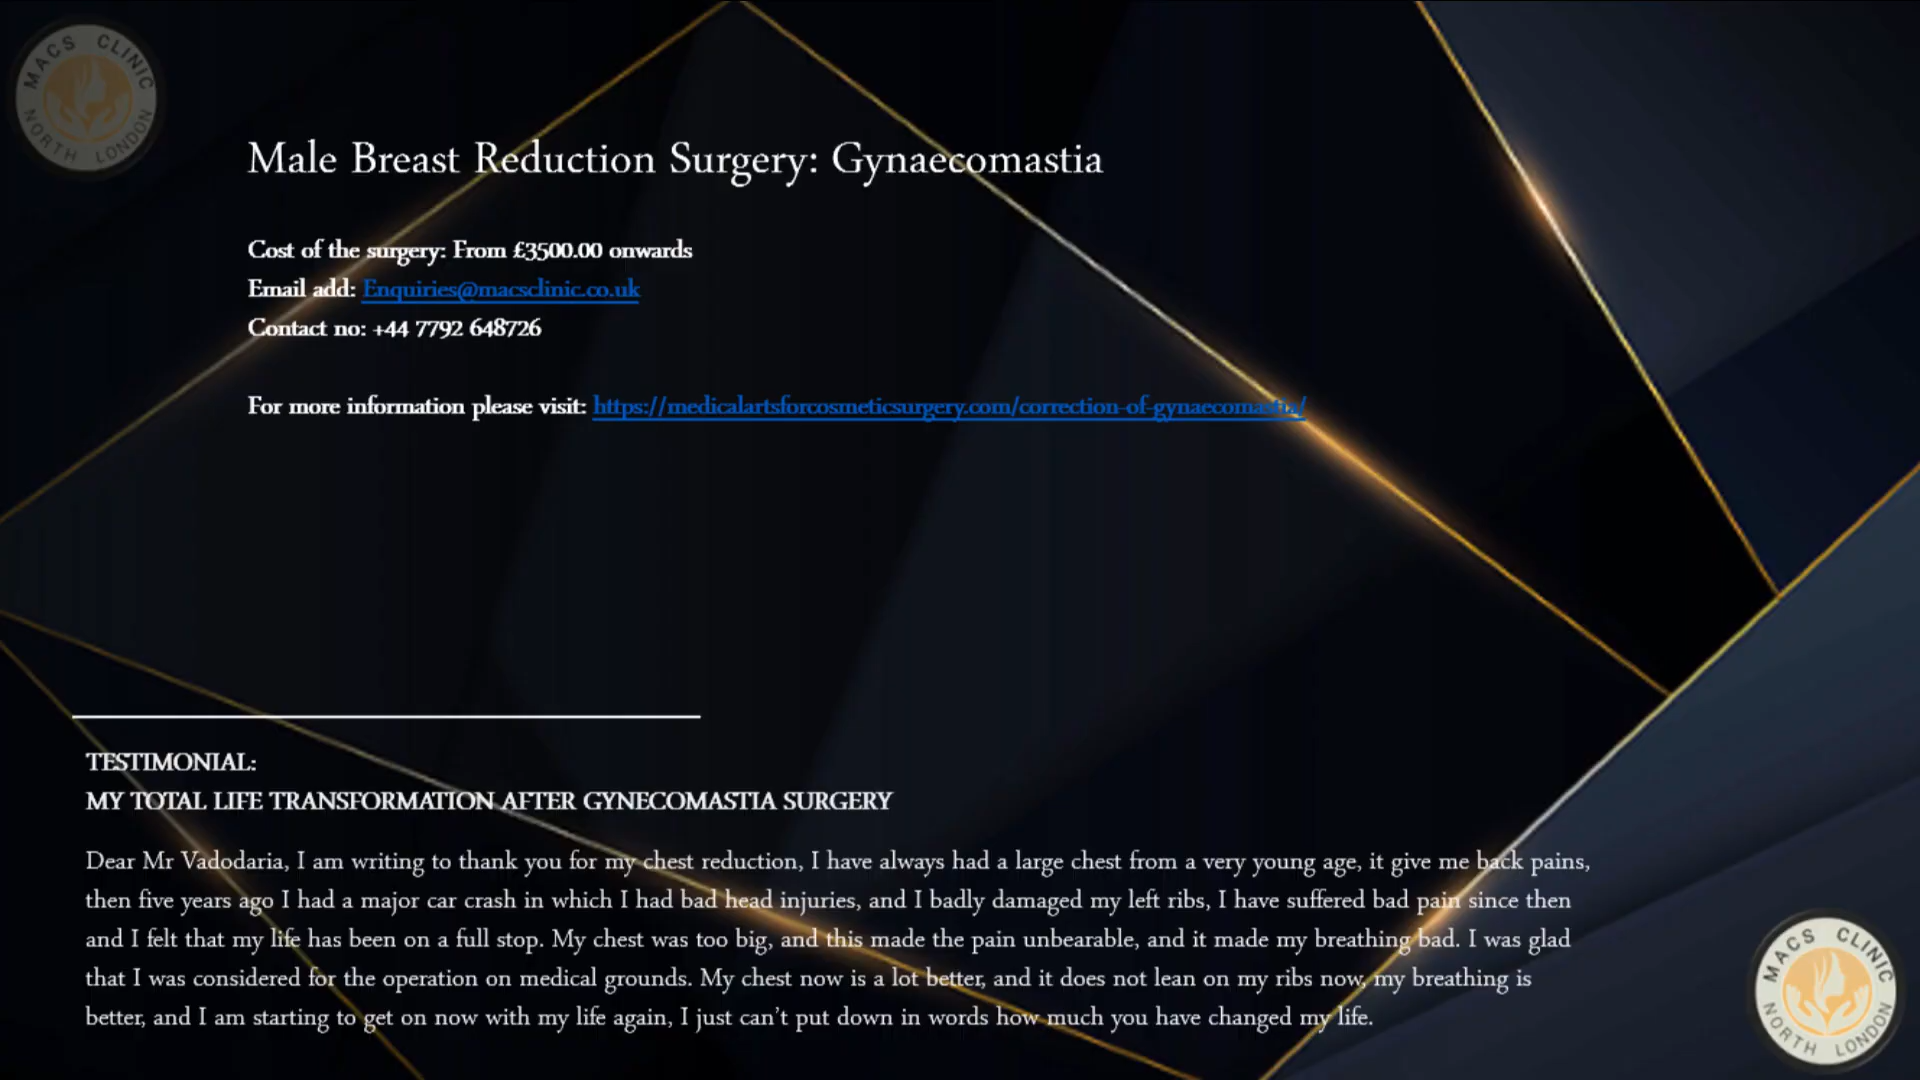 MACS CLINIC
NORTH LONDON
Male Breast Reduction Surgery: Gynaecomastia
Cost of the surgery: From £3500.00 onwards
Email add: Enquiries@macsclinic.co.uk
Contact no: +44 7792 648726
For more information please visit: https://medicalartsforcosmeticsurgery.com/correction-of-gynaecomastia/
TESTIMONIAL:
MY TOTAL LIFE TRANSFORMATION AFTER GYNECOMASTIA SURGERY
Dear Mr Vadodaria, I am writing to thank you for my chest reduction, I have always had a large chest from a very young age, it give me back pains,
then five years ago I had a major car crash in which I had bad head injuries, and I badly damaged my left ribs, I have suffered bad pain since then
and I felt that my life has been on a full stop. My chest was too big, and this made the pain unbearable, and it made my breathing bad. I was glad
that I was considered for the operation on medical grounds. My chest now is a lot better, and it does not lean on my ribs now, my breathing is
better, and I am starting to get on now with my life again, I just can't put down in words how much you have changed my life.
MACS CLINIC
NORTH LONDON